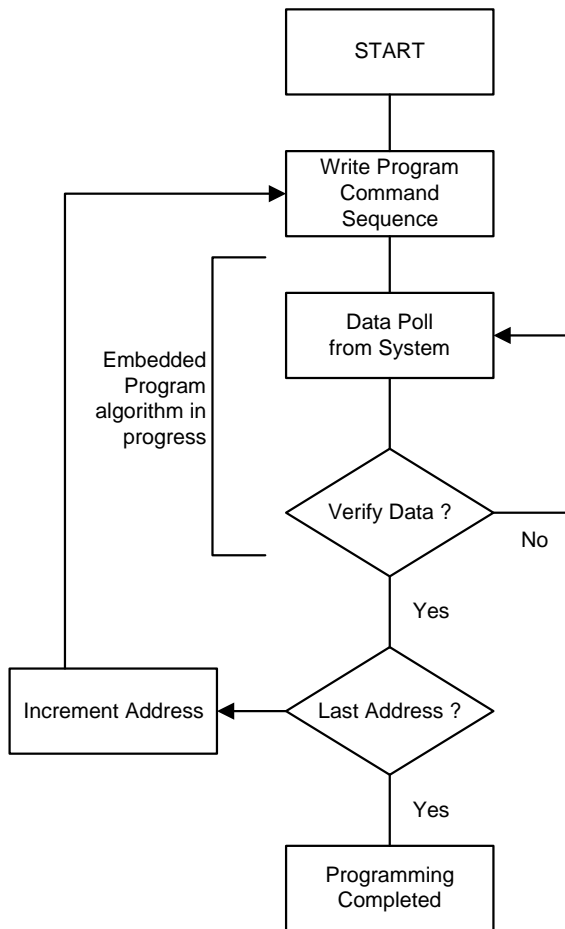 START
Write Program
Command
Sequence
Data Poll
from System
Embedded
Program
algorithm in
progress
Verify Data ?
No
Yes
Increment Address
Last Address ?
Yes
Programming
Completed